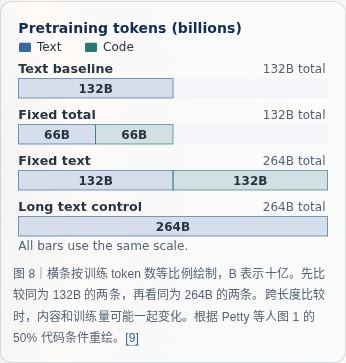 Pretraining tokens (billions)
Text Code
Text baseline 132B total
132B
Fixed total 132B total
66B 66B
Fixed text 264B total
132B 132B
Long text control 264B total
264B
All bars use the same scale.
图 8｜横条按训练 token 数等比例绘制，B 表示十亿。先比
较同为 132B 的两条，再看同为 264B 的两条。跨长度比较
时，内容和训练量可能一起变化。根据 Petty 等人图 1 的
50% 代码条件重绘。[9]